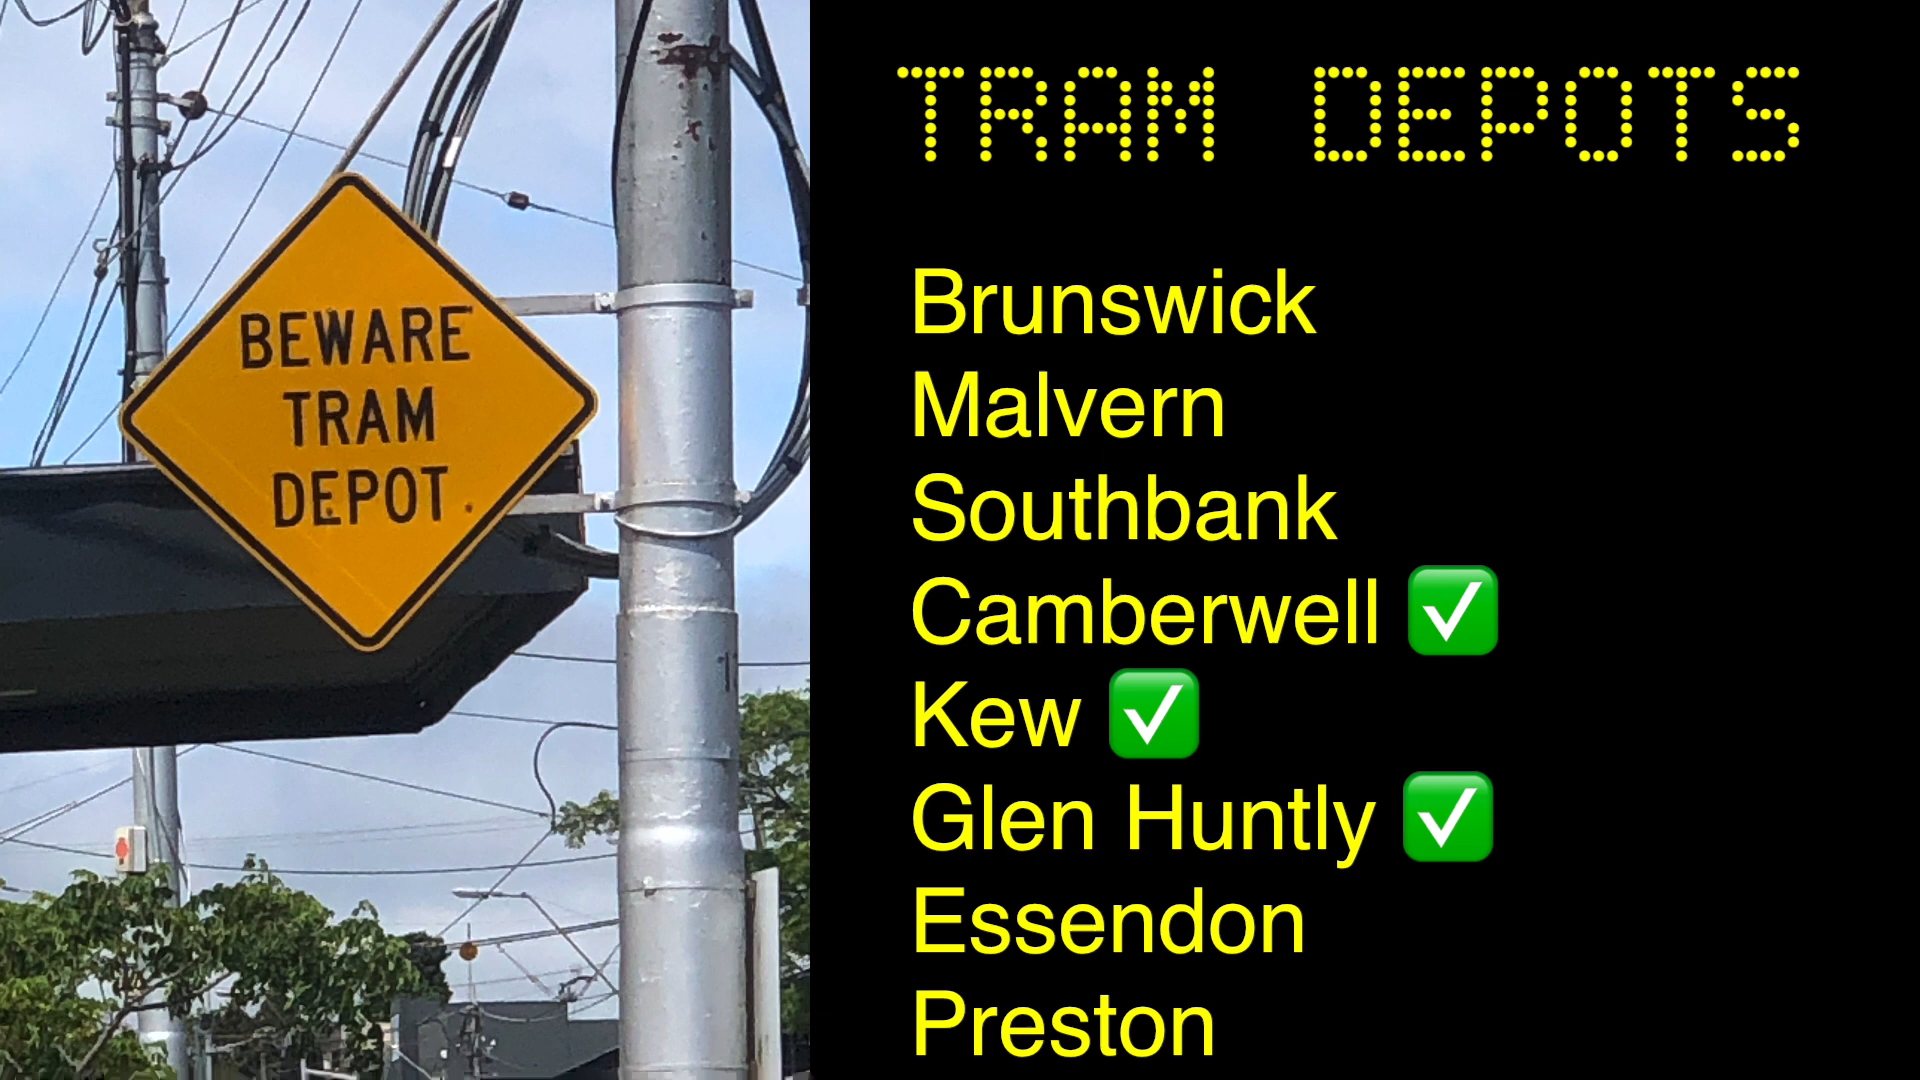 BEWARE
TRAM
DEPOT
TRAM DEPOTS
Brunswick
Malvern
Southbank
Camberwell ✅
Kew ✅
Glen Huntly ✅
Essendon
Preston